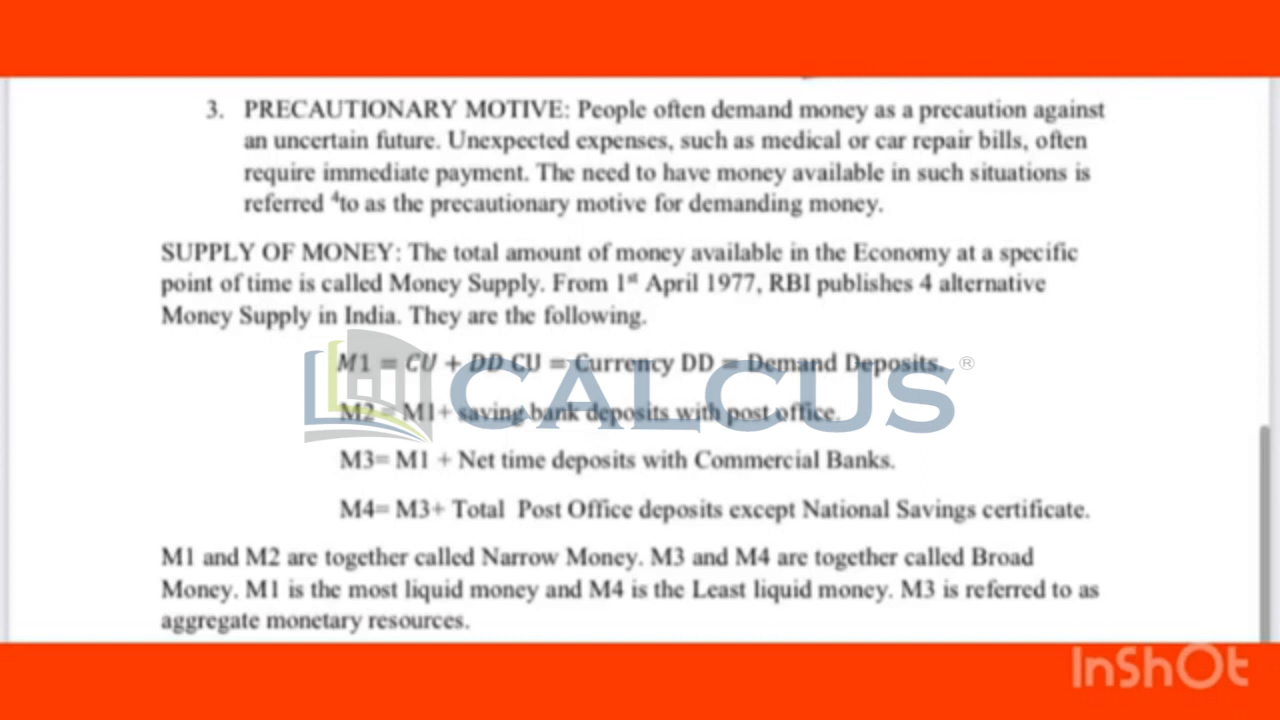 3. PRECAUTIONARY MOTIVE: People often demand money as a precaution against
an uncertain future. Unexpected expenses, such as medical or car repair bills, often
require immediate payment. The need to have money available in such situations is
referred ⁴to as the precautionary motive for demanding money.
SUPPLY OF MONEY: The total amount of money available in the Economy at a specific
point of time is called Money Supply. From 1st April 1977, RBI publishes 4 alternative
Money Supply in India. They are the following.
M1 = CU + DD CU = Currency DD = Demand Deposits.
CALCUS ®
M2 = M1+ saving bank deposits with post office.
M3= M1 + Net time deposits with Commercial Banks.
M4= M3+ Total Post Office deposits except National Savings certificate.
M1 and M2 are together called Narrow Money. M3 and M4 are together called Broad
Money. M1 is the most liquid money and M4 is the Least liquid money. M3 is referred to as
aggregate monetary resources.
InShOt